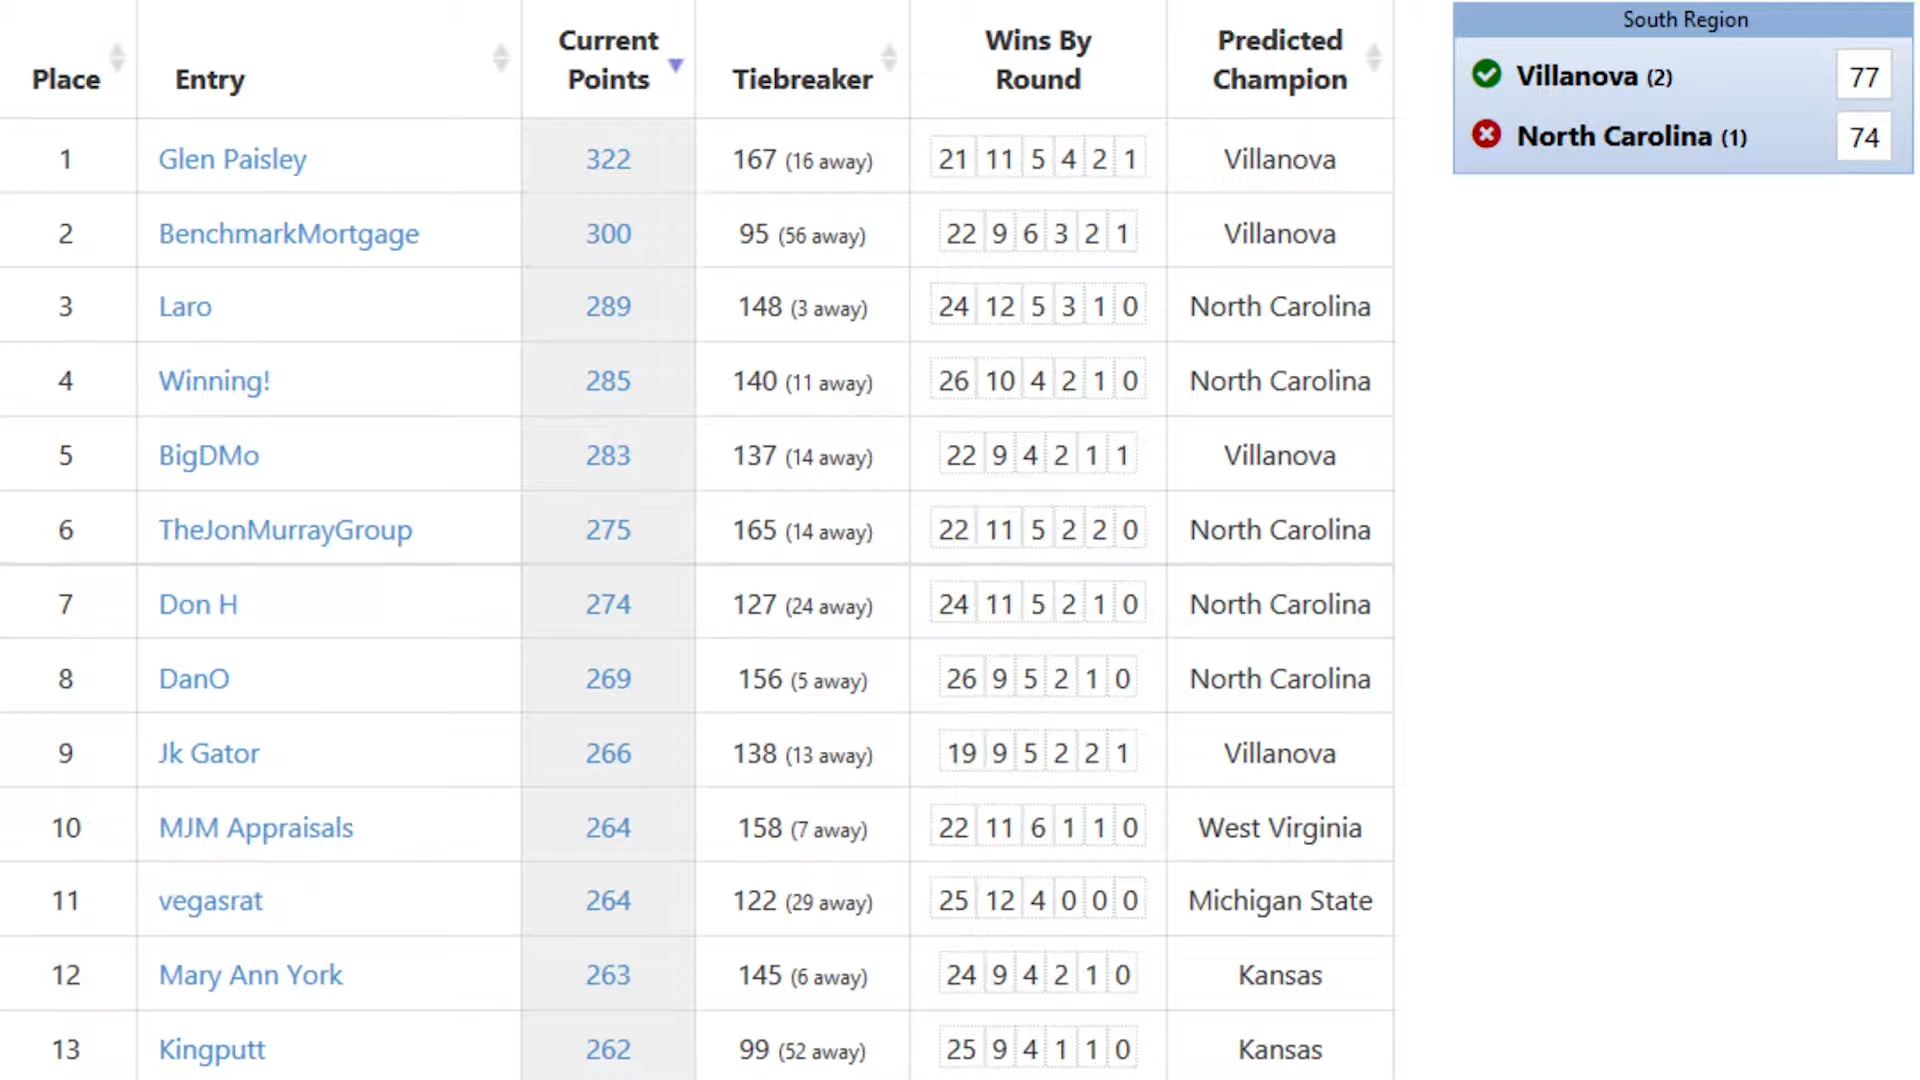 Place Entry Current Points Tiebreaker Wins By Round Predicted Champion
1 Glen Paisley 322 167 (16 away) 21 11 5 4 2 1 Villanova
2 BenchmarkMortgage 300 95 (56 away) 22 9 6 3 2 1 Villanova
3 Laro 289 148 (3 away) 24 12 5 3 1 0 North Carolina
4 Winning! 285 140 (11 away) 26 10 4 2 1 0 North Carolina
5 BigDMo 283 137 (14 away) 22 9 4 2 1 1 Villanova
6 TheJonMurrayGroup 275 165 (14 away) 22 11 5 2 2 0 North Carolina
7 Don H 274 127 (24 away) 24 11 5 2 1 0 North Carolina
8 DanO 269 156 (5 away) 26 9 5 2 1 0 North Carolina
9 Jk Gator 266 138 (13 away) 19 9 5 2 2 1 Villanova
10 MJM Appraisals 264 158 (7 away) 22 11 6 1 1 0 West Virginia
11 vegasrat 264 122 (29 away) 25 12 4 0 0 0 Michigan State
12 Mary Ann York 263 145 (6 away) 24 9 4 2 1 0 Kansas
13 Kingputt 262 99 (52 away) 25 9 4 1 1 0 Kansas
South Region
Villanova (2) 77
North Carolina (1) 74